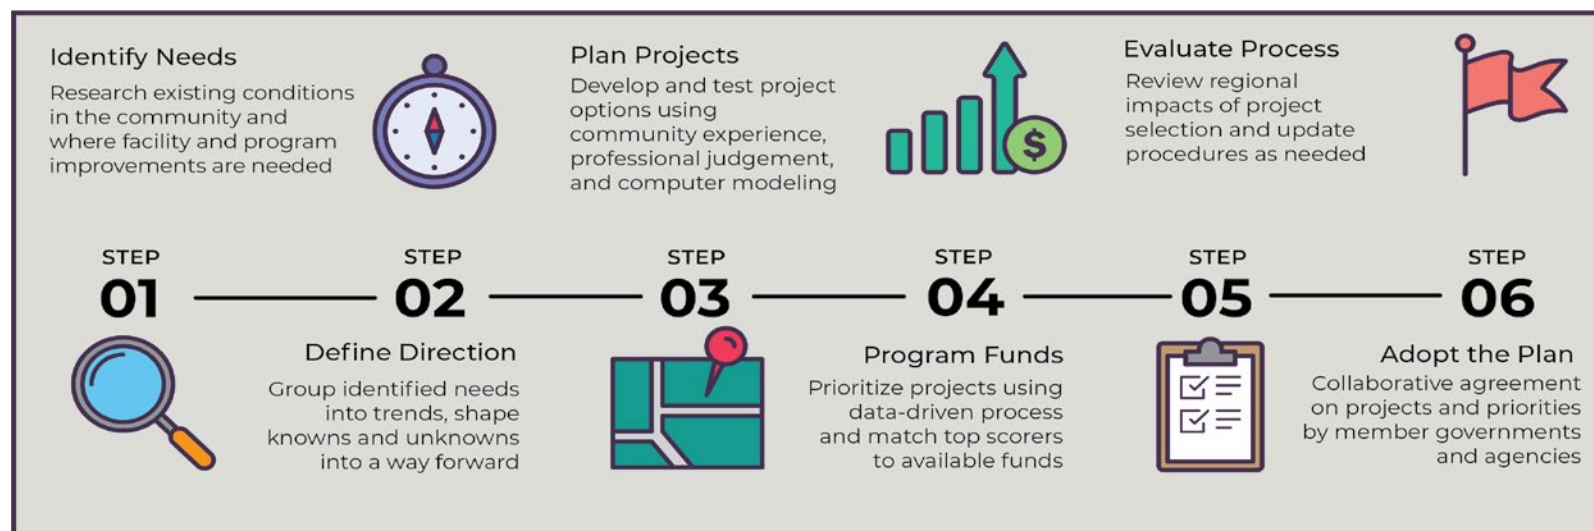 Identify Needs
Research existing conditions
in the community and
where facility and program
improvements are needed
Plan Projects
Develop and test project
options using
community experience,
professional judgement,
and computer modeling
$
Evaluate Process
Review regional
impacts of project
selection and update
procedures as needed
STEP
01
STEP
02
STEP
03
STEP
04
STEP
05
STEP
06
Define Direction
Group identified needs
into trends, shape
knowns and unknowns
into a way forward
Program Funds
Prioritize projects using
data-driven process
and match top scorers
to available funds
Adopt the Plan
Collaborative agreement
on projects and priorities
by member governments
and agencies